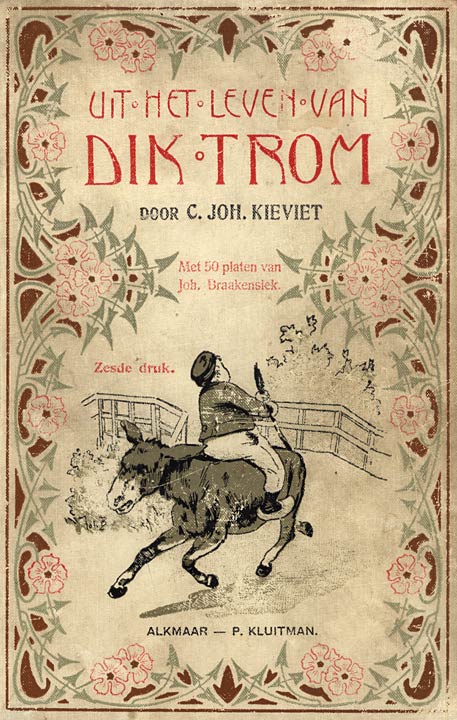 UIT·HET·LEVEN·VAN
DIK·TROM
DOOR C. JOH. KIEVIET
Met 50 platen van
Joh. Braakensiek.
Zesde druk.
ALKMAAR — P. KLUITMAN.